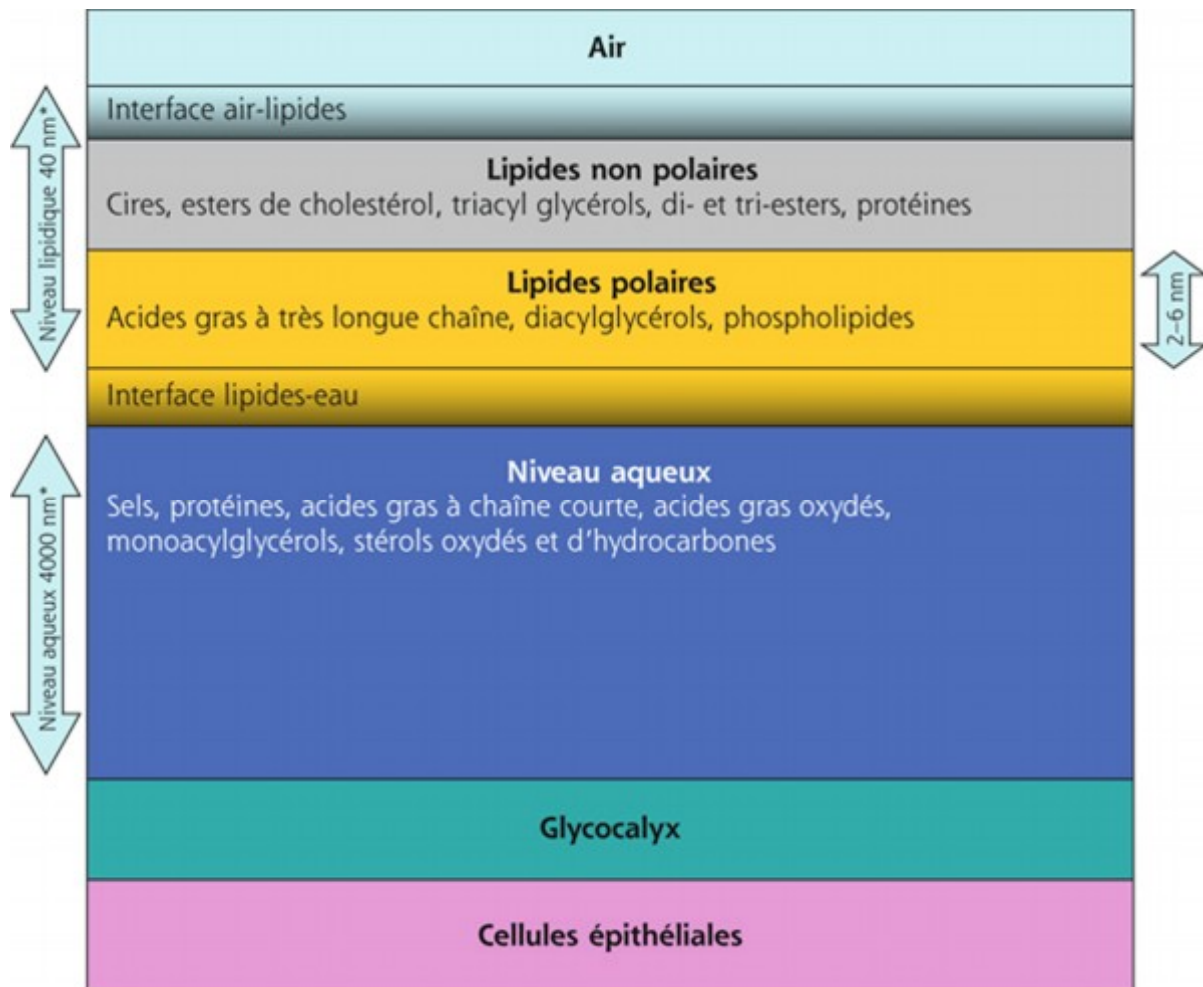 Air
Interface air-lipides
Niveau lipidique 40 nm*
Lipides non polaires
Cires, esters de cholestérol, triacyl glycérols, di- et tri-esters, protéines
Lipides polaires
Acides gras à très longue chaîne, diacylglycérols, phospholipides
2–6 nm
Interface lipides-eau
Niveau aqueux 4000 nm*
Niveau aqueux
Sels, protéines, acides gras à chaîne courte, acides gras oxydés,
monoacylglycérols, stérols oxydés et d’hydrocarbones
Glycocalyx
Cellules épithéliales